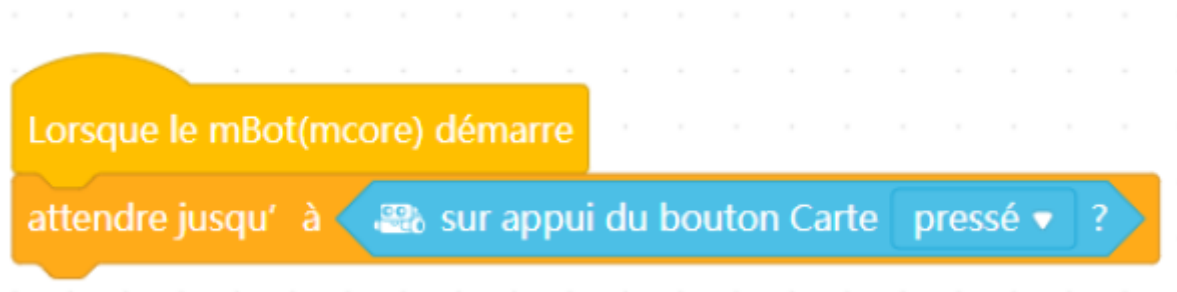 Lorsque le mBot(mcore) démarre
attendre jusqu' à sur appui du bouton Carte pressé ?